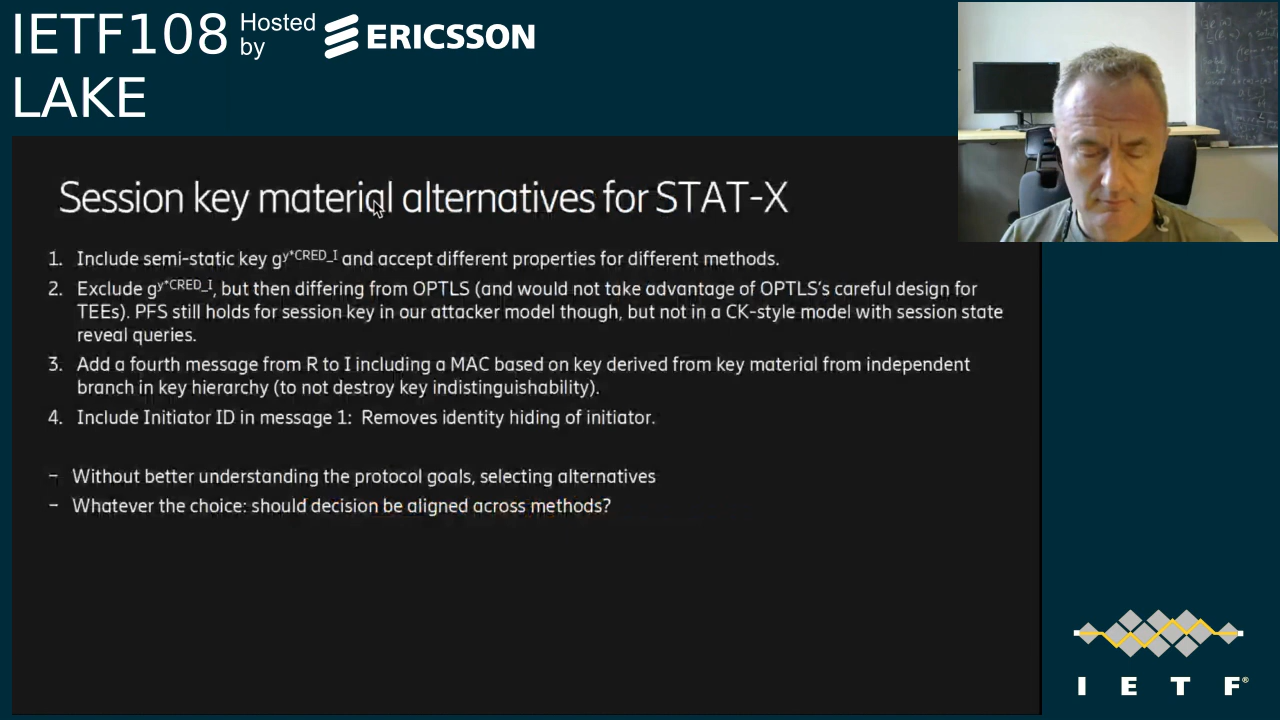 IETF108 Hosted by ERICSSON
LAKE
Session key material alternatives for STAT-X
1. Include semi-static key g^y*CRED_I and accept different properties for different methods.
2. Exclude g^y*CRED_I, but then differing from OPTLS (and would not take advantage of OPTLS's careful design for
TEEs). PFS still holds for session key in our attacker model though, but not in a CK-style model with session state
reveal queries.
3. Add a fourth message from R to I including a MAC based on key derived from key material from independent
branch in key hierarchy (to not destroy key indistinguishability).
4. Include Initiator ID in message 1: Removes identity hiding of initiator.
– Without better understanding the protocol goals, selecting alternatives
– Whatever the choice: should decision be aligned across methods?
I E T F®